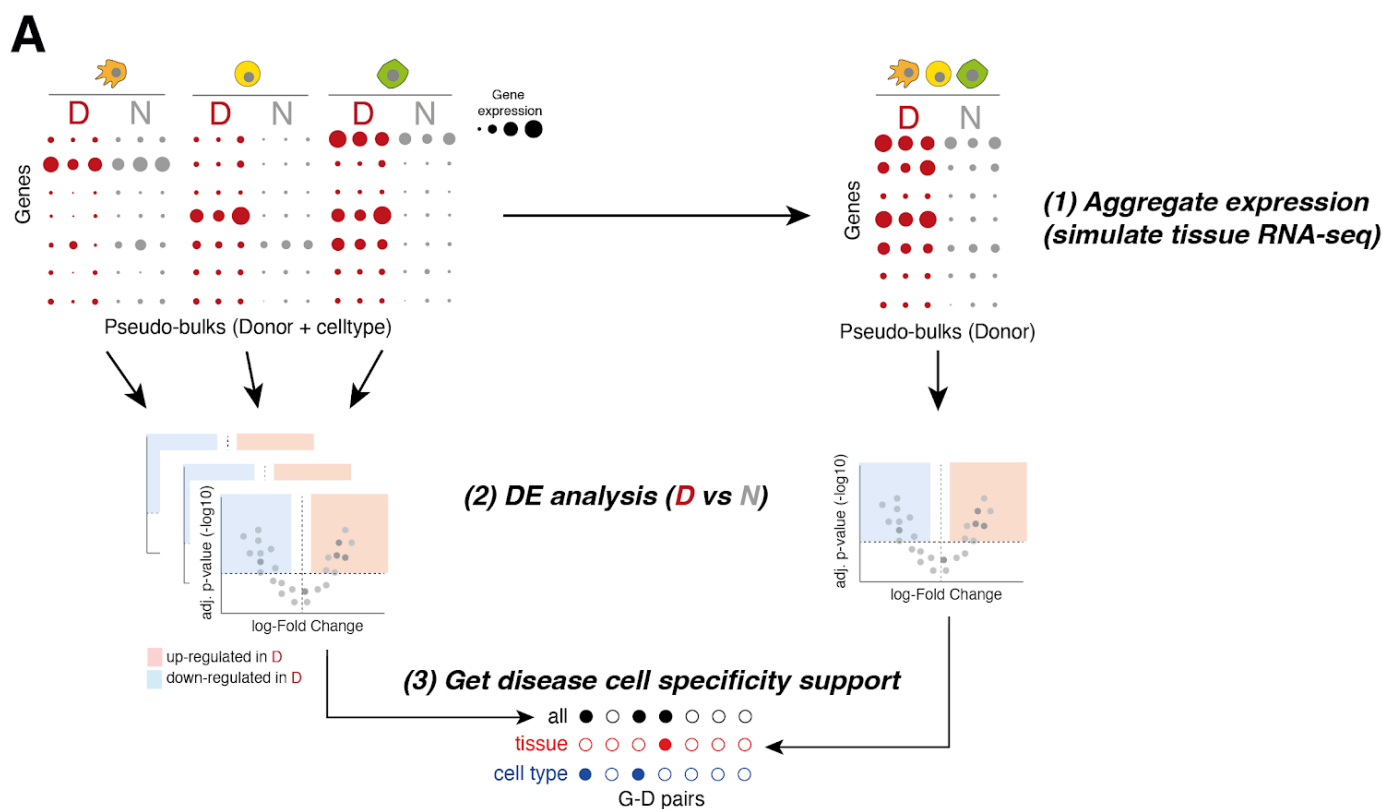 A
D N
D N
D N
Gene
expression
D N
Genes
Genes
(1) Aggregate expression
(simulate tissue RNA-seq)
Pseudo-bulks (Donor + celltype)
Pseudo-bulks (Donor)
adj. p-value (-log10)
log-Fold Change
(2) DE analysis (D vs N)
adj. p-value (-log10)
log-Fold Change
up-regulated in D
down-regulated in D
(3) Get disease cell specificity support
all
tissue
cell type
G-D pairs